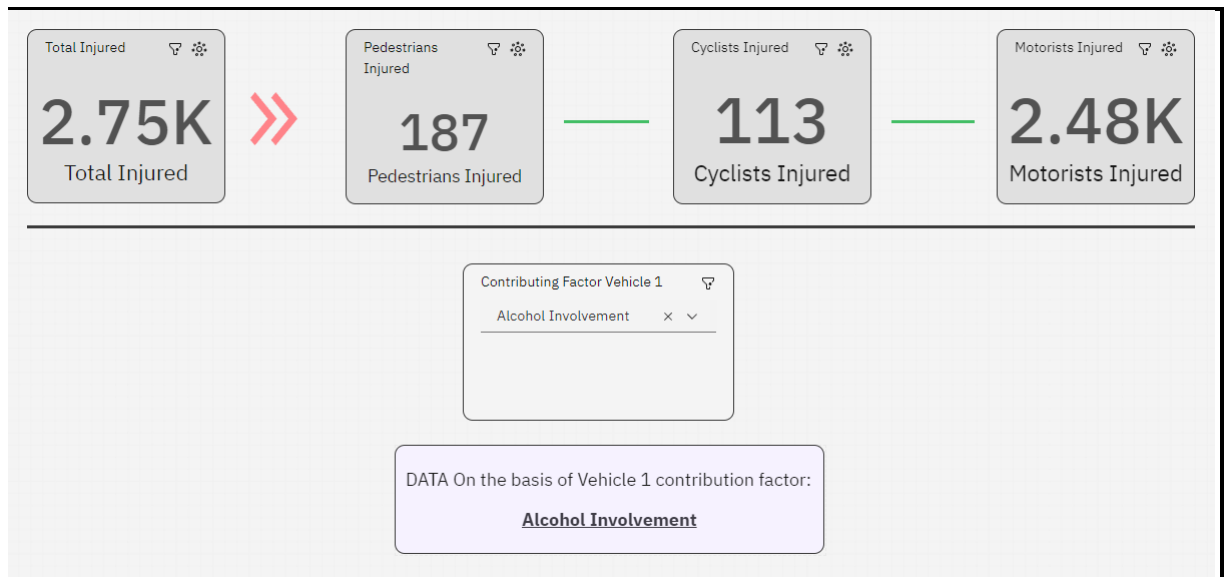 Total Injured
2.75K
Total Injured
Pedestrians
Injured
187
Pedestrians Injured
Cyclists Injured
113
Cyclists Injured
Motorists Injured
2.48K
Motorists Injured
Contributing Factor Vehicle 1
Alcohol Involvement
DATA On the basis of Vehicle 1 contribution factor:
Alcohol Involvement